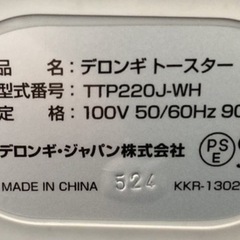 品 名：デロンギ トースター
型式番号：TTP220J-WH
定 格：100V 50/60Hz 90
デロンギ・ジャパン株式会社
PSE
MADE IN CHINA 524 KKR-1302